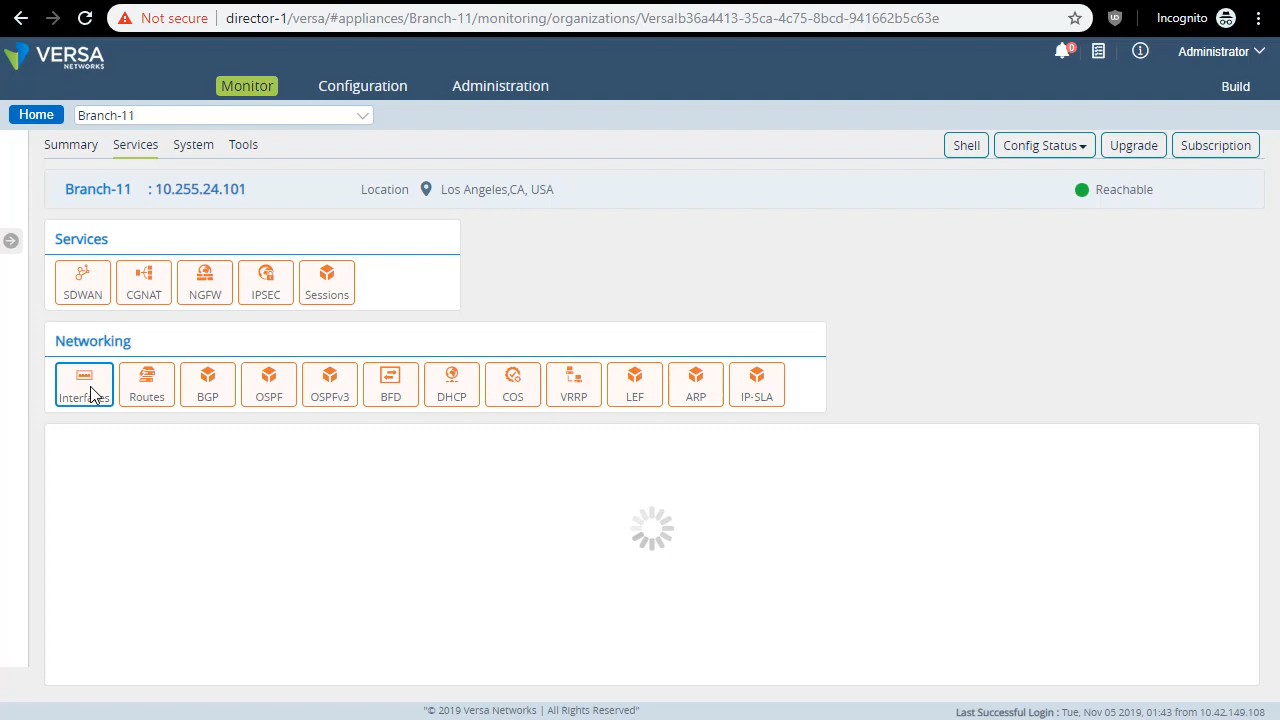 Not secure director-1/versa/#appliances/Branch-11/monitoring/organizations/Versa!b36a4413-35ca-4c75-8bcd-941662b5c63e Incognito
VERSA
NETWORKS
0
Administrator
Monitor Configuration Administration Build
Home Branch-11
Summary Services System Tools Shell Config Status Upgrade Subscription
Branch-11 : 10.255.24.101 Location Los Angeles,CA, USA Reachable
Services
SDWAN CGNAT NGFW IPSEC Sessions
Networking
Interfaces Routes BGP OSPF OSPFv3 BFD DHCP COS VRRP LEF ARP IP-SLA
"© 2019 Versa Networks | All Rights Reserved" Last Successful Login : Tue, Nov 05 2019, 01:43 from 10.42.149.108